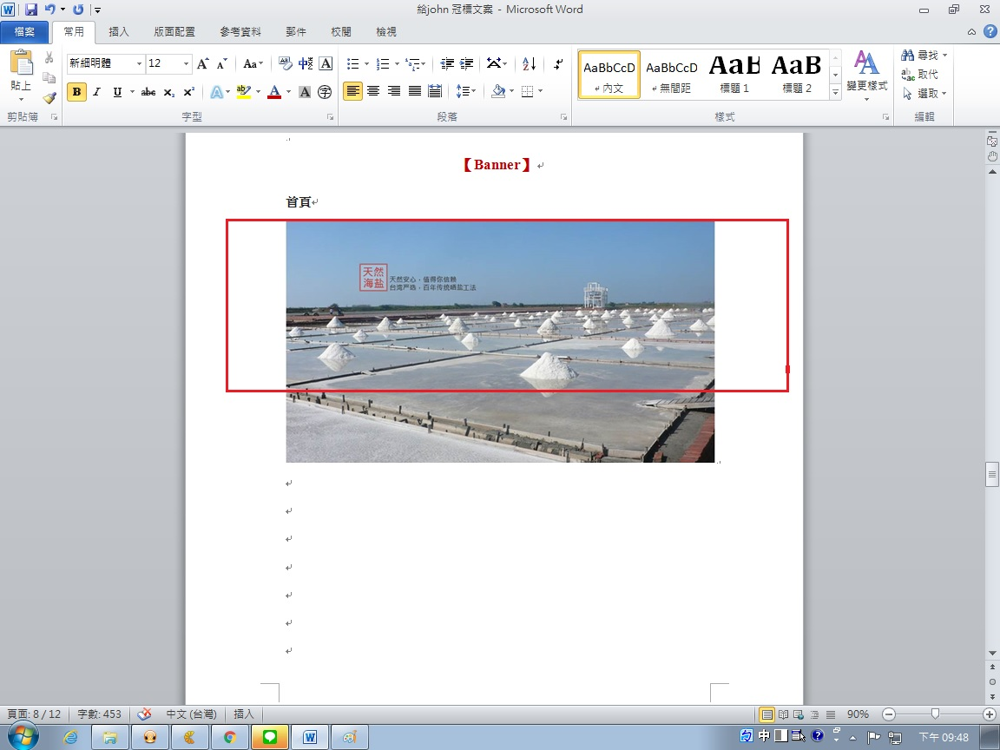 給john 冠標文案 - Microsoft Word
檔案 常用 插入 版面配置 參考資料 郵件 校閱 檢視
貼上
新細明體 12
B I U abc x₂ x²
Aa 中 A
A ab A A 字
AaBbCcD AaBbCcD AaB AaB
內文 無間距 標題 1 標題 2
變更樣式
尋找
取代
選取
剪貼簿 字型 段落 樣式 編輯
【Banner】
首頁
天然
海盐
天然安心，值得你信赖
台湾严选，百年传统晒盐工法
頁面: 8 / 12 字數: 453 中文 (台灣) 插入 90%
中 下午 09:48